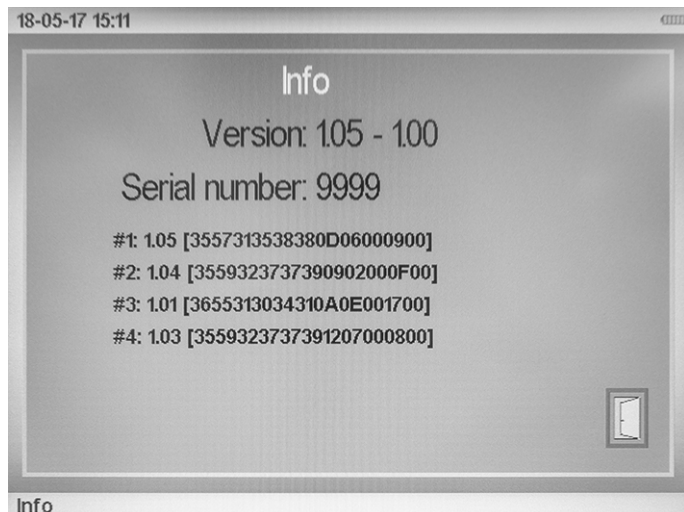 18-05-17 15:11
Info
Version: 1.05 - 1.00
Serial number: 9999
#1: 1.05 [3557313538380D06000900]
#2: 1.04 [3559323737390902000F00]
#3: 1.01 [3655313034310A0E001700]
#4: 1.03 [3559323737391207000800]
Info